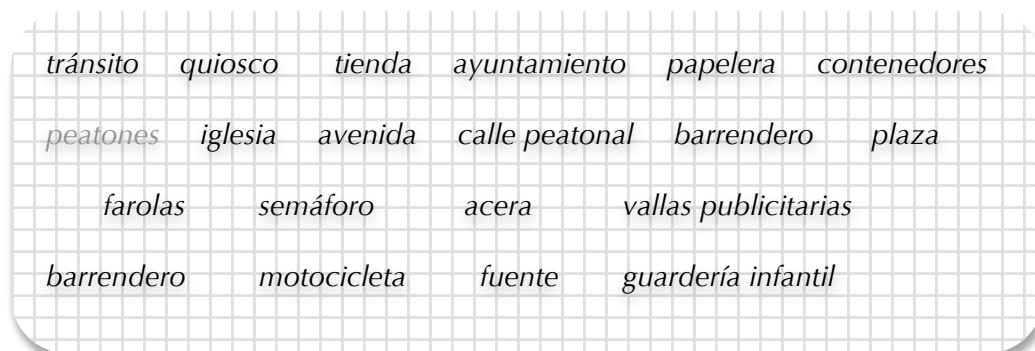 tránsito quiosco tienda ayuntamiento papelera contenedores
peatones iglesia avenida calle peatonal barrendero plaza
farolas semáforo acera vallas publicitarias
barrendero motocicleta fuente guardería infantil